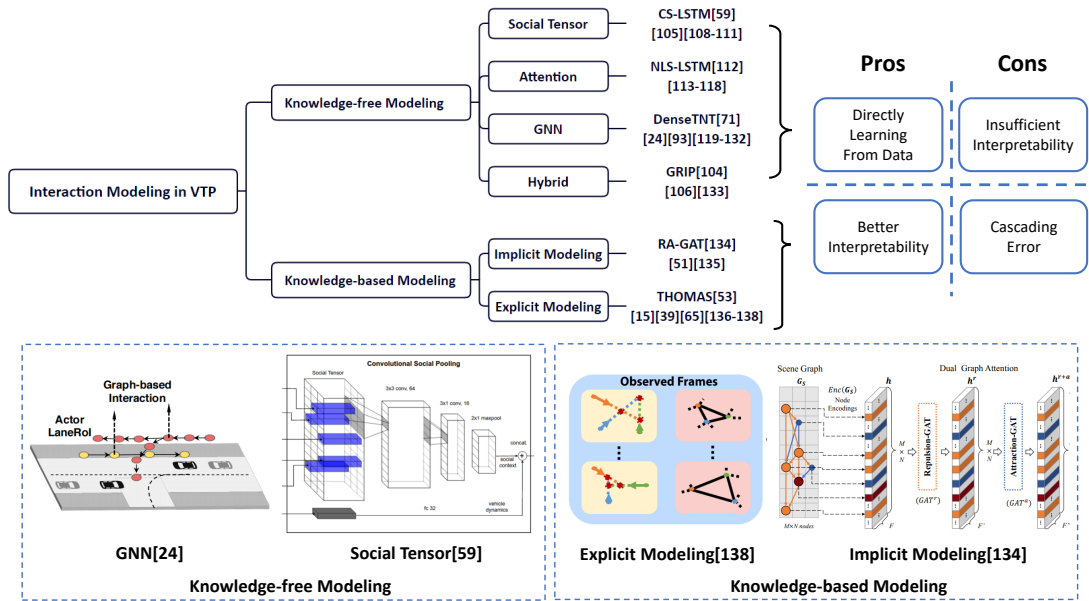 Interaction Modeling in VTP
Knowledge-free Modeling
Social Tensor
CS-LSTM[59]
[105][108-111]
Attention
NLS-LSTM[112]
[113-118]
GNN
DenseTNT[71]
[24][93][119-132]
Hybrid
GRIP[104]
[106][133]
Knowledge-based Modeling
Implicit Modeling
RA-GAT[134]
[51][135]
Explicit Modeling
THOMAS[53]
[15][39][65][136-138]
Pros
Cons
Directly
Learning
From Data
Insufficient
Interpretability
Better
Interpretability
Cascading
Error
Graph-based
Interaction
Actor
LaneRoI
GNN[24]
Convolutional Social Pooling
Social Tensor
3x3 conv, 64
3x1 conv, 16
2x1 maxpool
concat.
social
context
vehicle
dynamics
fc 32
Social Tensor[59]
Knowledge-free Modeling
Observed Frames
Explicit Modeling[138]
Scene Graph
G_S
Enc(G_S)
Node
Encodings
M×N nodes
Dual Graph Attention
h
M
×
N
Repulsion-GAT
(GAT^r)
h^r
M
×
N
Attraction-GAT
(GAT^a)
h^{r+a}
F
F'
F''
Implicit Modeling[134]
Knowledge-based Modeling